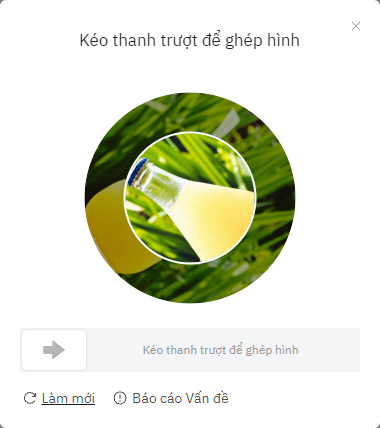 Kéo thanh trượt để ghép hình
Kéo thanh trượt để ghép hình
Làm mới
Báo cáo Vấn đề